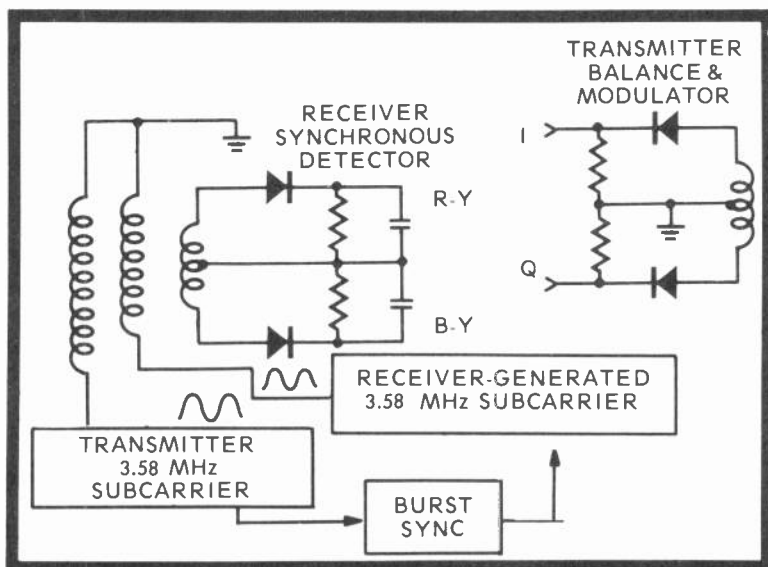 TRANSMITTER
BALANCE &
MODULATOR
RECEIVER
SYNCHRONOUS
DETECTOR
I
R-Y
Q
B-Y
RECEIVER-GENERATED
3.58 MHz SUBCARRIER
TRANSMITTER
3.58 MHz
SUBCARRIER
BURST
SYNC